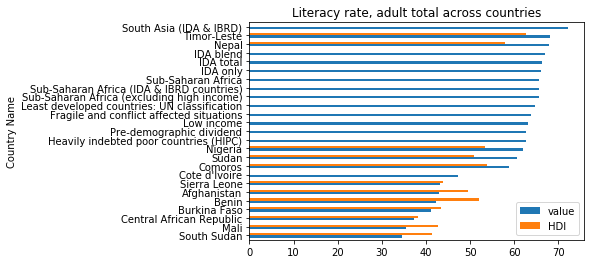 Literacy rate, adult total across countries
Country Name
South Asia (IDA & IBRD)
Timor-Leste
Nepal
IDA blend
IDA total
IDA only
Sub-Saharan Africa
Sub-Saharan Africa (IDA & IBRD countries)
Sub-Saharan Africa (excluding high income)
Least developed countries: UN classification
Fragile and conflict affected situations
Low income
Pre-demographic dividend
Heavily indebted poor countries (HIPC)
Nigeria
Sudan
Comoros
Cote d'Ivoire
Sierra Leone
Afghanistan
Benin
Burkina Faso
Central African Republic
Mali
South Sudan
value
HDI
0 10 20 30 40 50 60 70